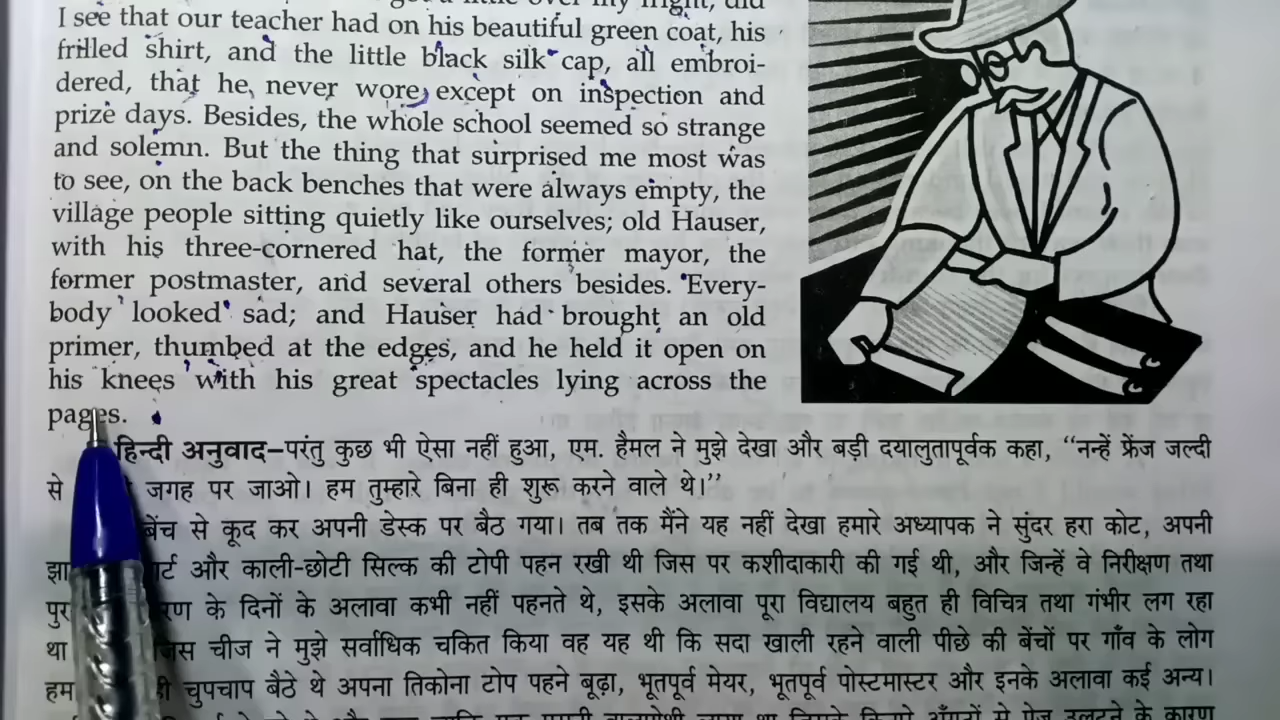 got a little over my fright, did
I see that our teacher had on his beautiful green coat, his
frilled shirt, and the little black silk cap, all embroi-
dered, that he never wore except on inspection and
prize days. Besides, the whole school seemed so strange
and solemn. But the thing that surprised me most was
to see, on the back benches that were always empty, the
village people sitting quietly like ourselves; old Hauser,
with his three-cornered hat, the former mayor, the
former postmaster, and several others besides. Every-
body looked sad; and Hauser had brought an old
primer, thumbed at the edges, and he held it open on
his knees with his great spectacles lying across the
pages.
हिन्दी अनुवाद–परंतु कुछ भी ऐसा नहीं हुआ, एम. हैमल ने मुझे देखा और बड़ी दयालुतापूर्वक कहा, “नन्हें फ्रेंज जल्दी
से जगह पर जाओ। हम तुम्हारे बिना ही शुरू करने वाले थे।”
बेंच से कूद कर अपनी डेस्क पर बैठ गया। तब तक मैंने यह नहीं देखा हमारे अध्यापक ने सुंदर हरा कोट, अपनी
और काली-छोटी सिल्क की टोपी पहन रखी थी जिस पर कशीदाकारी की गई थी, और जिन्हें वे निरीक्षण तथा
के दिनों के अलावा कभी नहीं पहनते थे, इसके अलावा पूरा विद्यालय बहुत ही विचित्र तथा गंभीर लग रहा
था जिस चीज ने मुझे सर्वाधिक चकित किया वह यह थी कि सदा खाली रहने वाली पीछे की बेंचों पर गाँव के लोग
चुपचाप बैठे थे अपना तिकोना टोप पहने बूढ़ा, भूतपूर्व मेयर, भूतपूर्व पोस्टमास्टर और इनके अलावा कई अन्य।